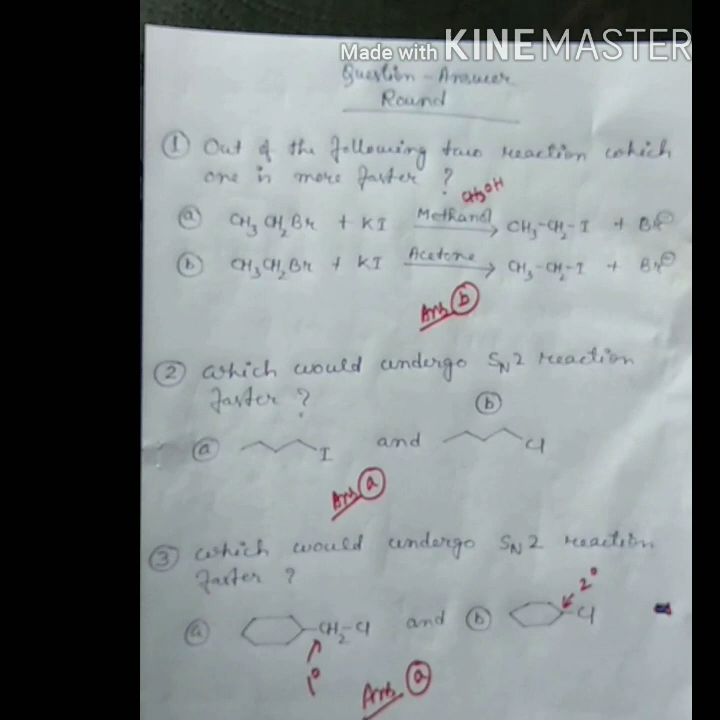 Made with KINEMASTER
Question - Answer
Round
① Out of the following two reaction which
one is more faster ?
CH3OH
ⓐ CH3 CH2Br + KI Methanol → CH3-CH2-I + Br⊖
ⓑ CH3CH2Br + KI Acetone → CH3-CH2-I + Br⊖
Ans ⓑ
② Which would undergo SN2 reaction
faster ?
ⓑ
ⓐ I and Cl
Ans ⓐ
③ Which would undergo SN2 reaction
faster ?
2°
ⓐ CH2-Cl and ⓑ Cl
1°
Ans ⓐ